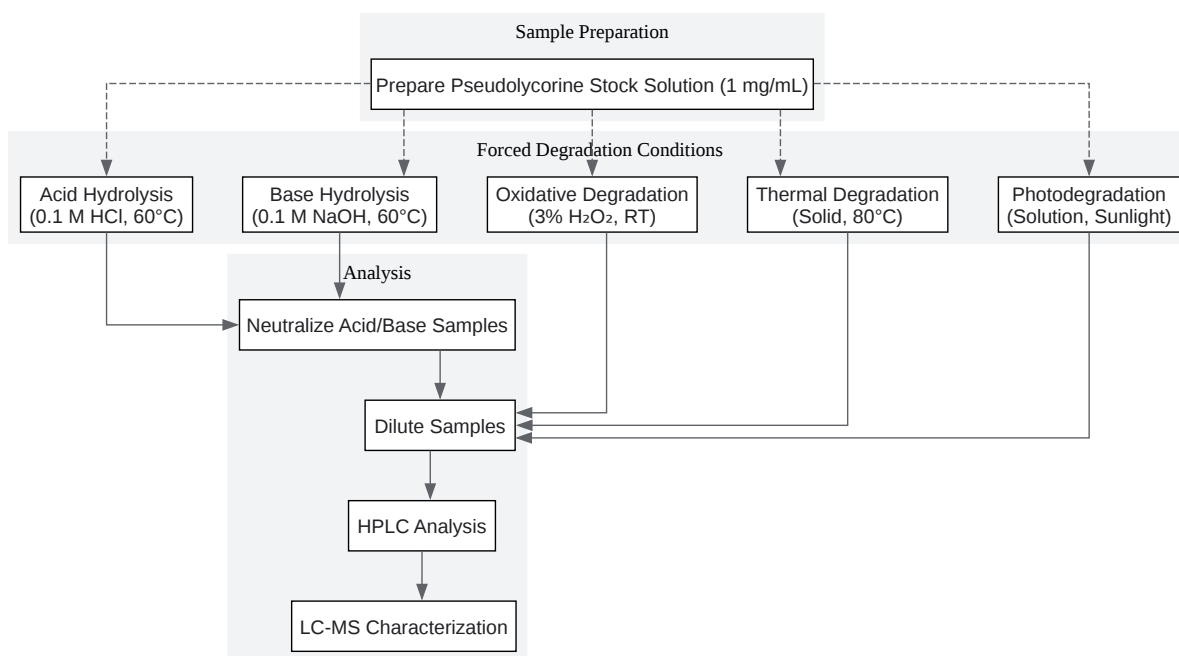 Sample Preparation
Prepare Pseudolycorine Stock Solution (1 mg/mL)
Forced Degradation Conditions
Acid Hydrolysis
(0.1 M HCl, 60°C)
Base Hydrolysis
(0.1 M NaOH, 60°C)
Oxidative Degradation
(3% H₂O₂, RT)
Thermal Degradation
(Solid, 80°C)
Photodegradation
(Solution, Sunlight)
Analysis
Neutralize Acid/Base Samples
Dilute Samples
HPLC Analysis
LC-MS Characterization